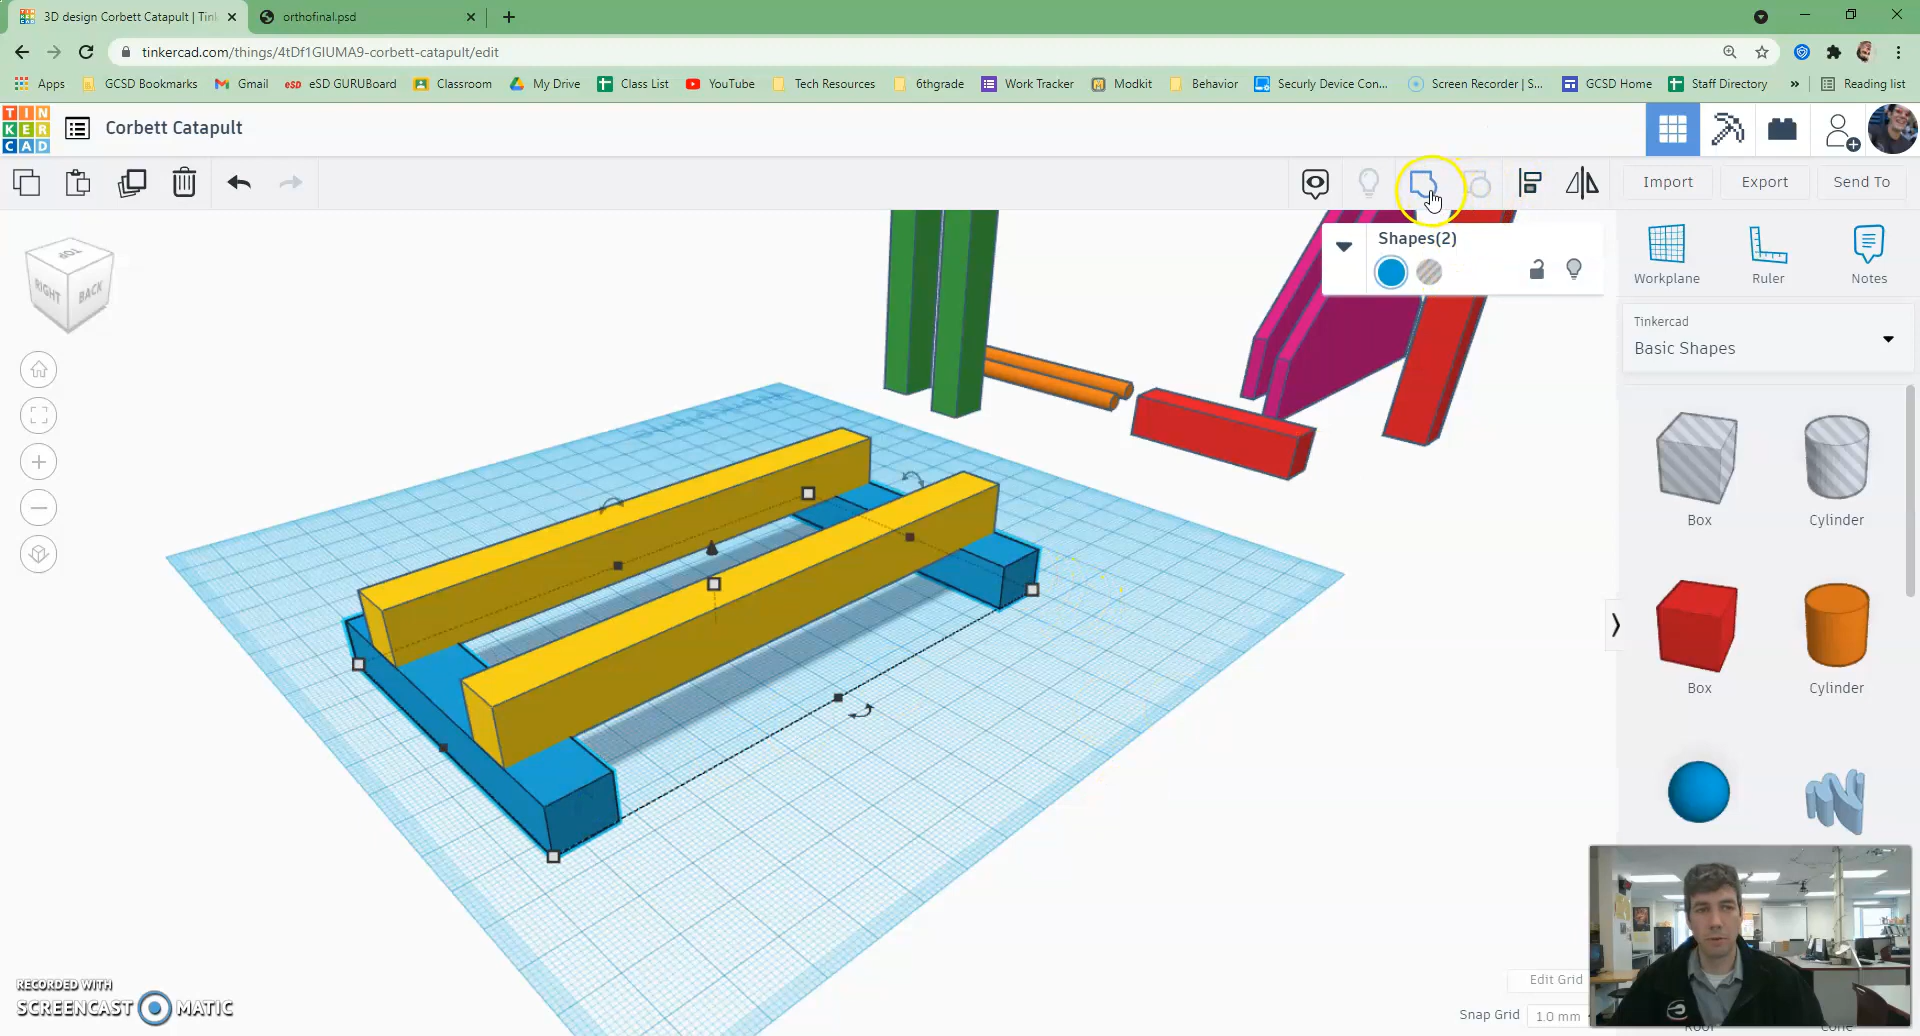 3D design Corbett Catapult | Tink
orthofinal.psd
tinkercad.com/things/4tDf1GIUMA9-corbett-catapult/edit
Apps
GCSD Bookmarks
Gmail
eSD
eSD GURUBoard
Classroom
My Drive
Class List
YouTube
Tech Resources
6thgrade
Work Tracker
Modkit
Behavior
Securly Device Con...
Screen Recorder | S...
GCSD Home
Staff Directory
»
Reading list
TIN
KER
CAD
Corbett Catapult
Import
Export
Send To
TOP
RIGHT
BACK
Shapes(2)
Workplane
Ruler
Notes
Tinkercad
Basic Shapes
Box
Cylinder
Box
Cylinder
Edit Grid
Snap Grid
1.0 mm
RECORDED WITH
SCREENCAST MATIC